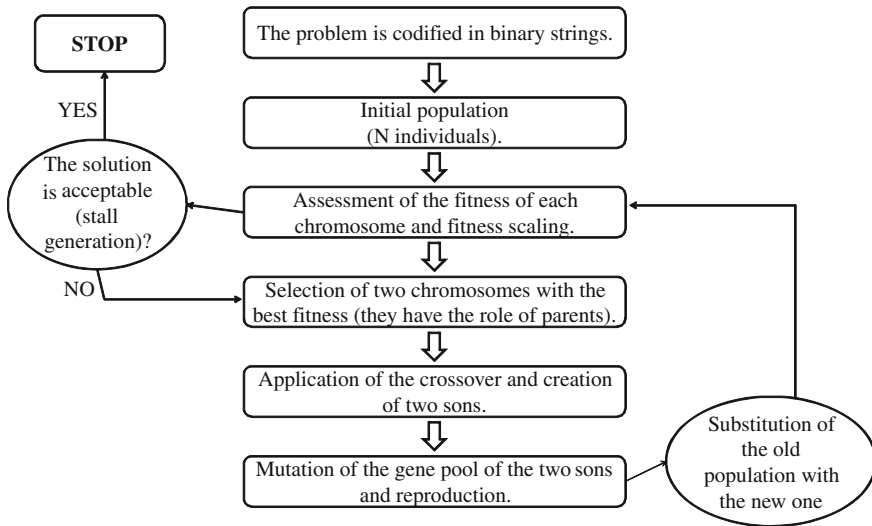 STOP
The problem is codified in binary strings.
YES
Initial population
(N individuals).
The solution
is acceptable
(stall
generation)?
Assessment of the fitness of each
chromosome and fitness scaling.
NO
Selection of two chromosomes with the
best fitness (they have the role of parents).
Application of the crossover and creation
of two sons.
Mutation of the gene pool of the two sons
and reproduction.
Substitution of
the old
population with
the new one